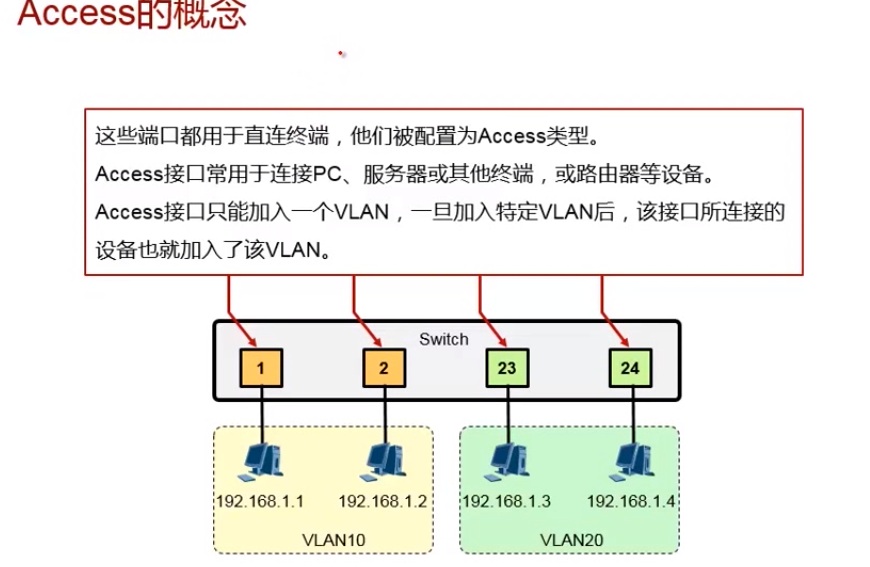 Access的概念
这些端口都用于直连终端，他们被配置为Access类型。
Access接口常用于连接PC、服务器或其他终端，或路由器等设备。
Access接口只能加入一个VLAN，一旦加入特定VLAN后，该接口所连接的
设备也就加入了该VLAN。
Switch
1 2 23 24
192.168.1.1 192.168.1.2 192.168.1.3 192.168.1.4
VLAN10 VLAN20